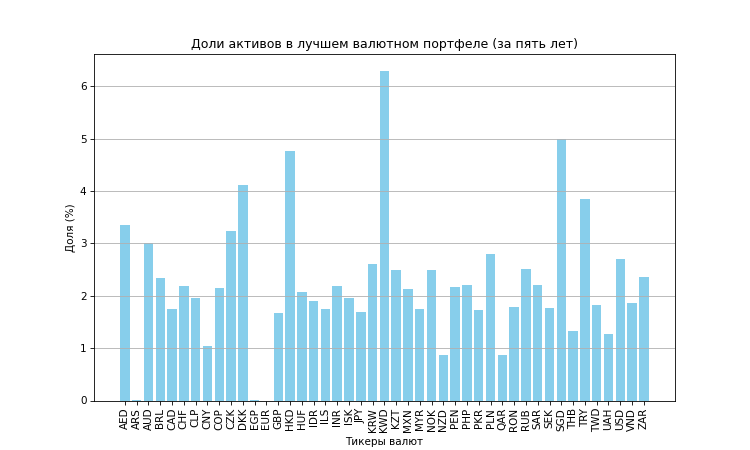 Доли активов в лучшем валютном портфеле (за пять лет)
Доля (%)
6
5
4
3
2
1
0
AED ARS AUD BRL CAD CHF CLP CNY COP CZK DKK EGP EUR GBP HKD HUF IDR ILS INR ISK JPY KRW KWD KZT MXN MYR NOK NZD PEN PHP PKR PLN QAR RON RUB SAR SEK SGD THB TRY TWD UAH USD VND ZAR
Тикеры валют